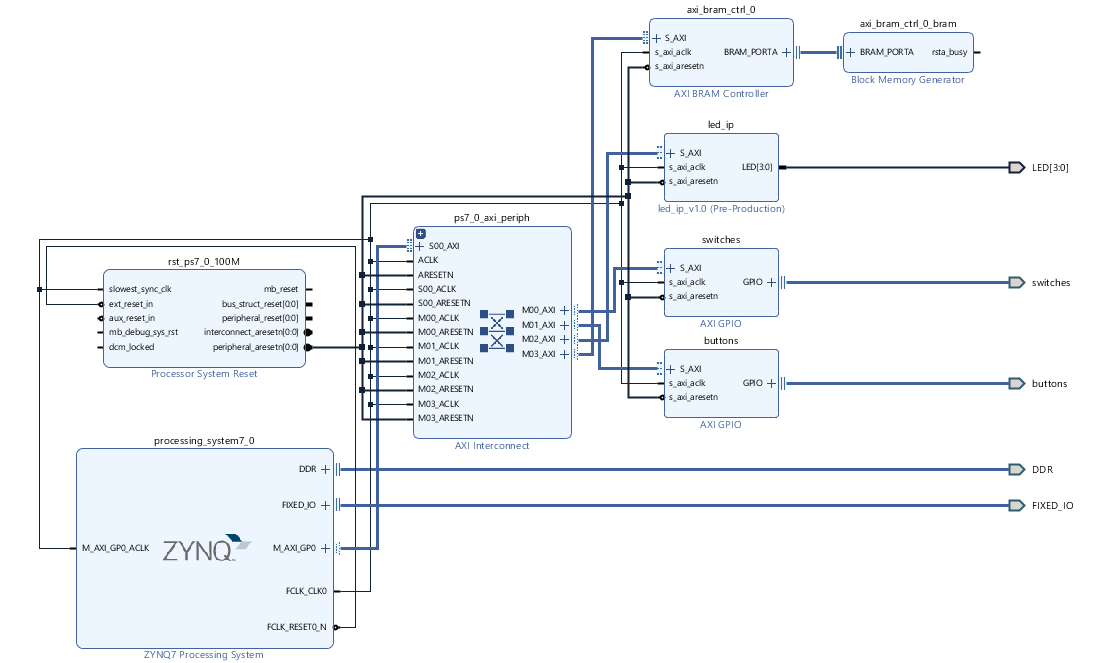 axi_bram_ctrl_0
S_AXI
s_axi_aclk
s_axi_aresetn
BRAM_PORTA
AXI BRAM Controller
axi_bram_ctrl_0_bram
BRAM_PORTA
rsta_busy
Block Memory Generator
led_ip
S_AXI
s_axi_aclk
s_axi_aresetn
LED[3:0]
led_ip_v1.0 (Pre-Production)
LED[3:0]
switches
S_AXI
s_axi_aclk
s_axi_aresetn
GPIO
AXI GPIO
switches
buttons
S_AXI
s_axi_aclk
s_axi_aresetn
GPIO
AXI GPIO
buttons
ps7_0_axi_periph
S00_AXI
ACLK
ARESETN
S00_ACLK
S00_ARESETN
M00_ACLK
M00_ARESETN
M01_ACLK
M01_ARESETN
M02_ACLK
M02_ARESETN
M03_ACLK
M03_ARESETN
M00_AXI
M01_AXI
M02_AXI
M03_AXI
AXI Interconnect
rst_ps7_0_100M
slowest_sync_clk
ext_reset_in
aux_reset_in
mb_debug_sys_rst
dcm_locked
mb_reset
bus_struct_reset[0:0]
peripheral_reset[0:0]
interconnect_aresetn[0:0]
peripheral_aresetn[0:0]
Processor System Reset
processing_system7_0
M_AXI_GP0_ACLK
ZYNQ
DDR
FIXED_IO
M_AXI_GP0
FCLK_CLK0
FCLK_RESET0_N
ZYNQ7 Processing System
DDR
FIXED_IO